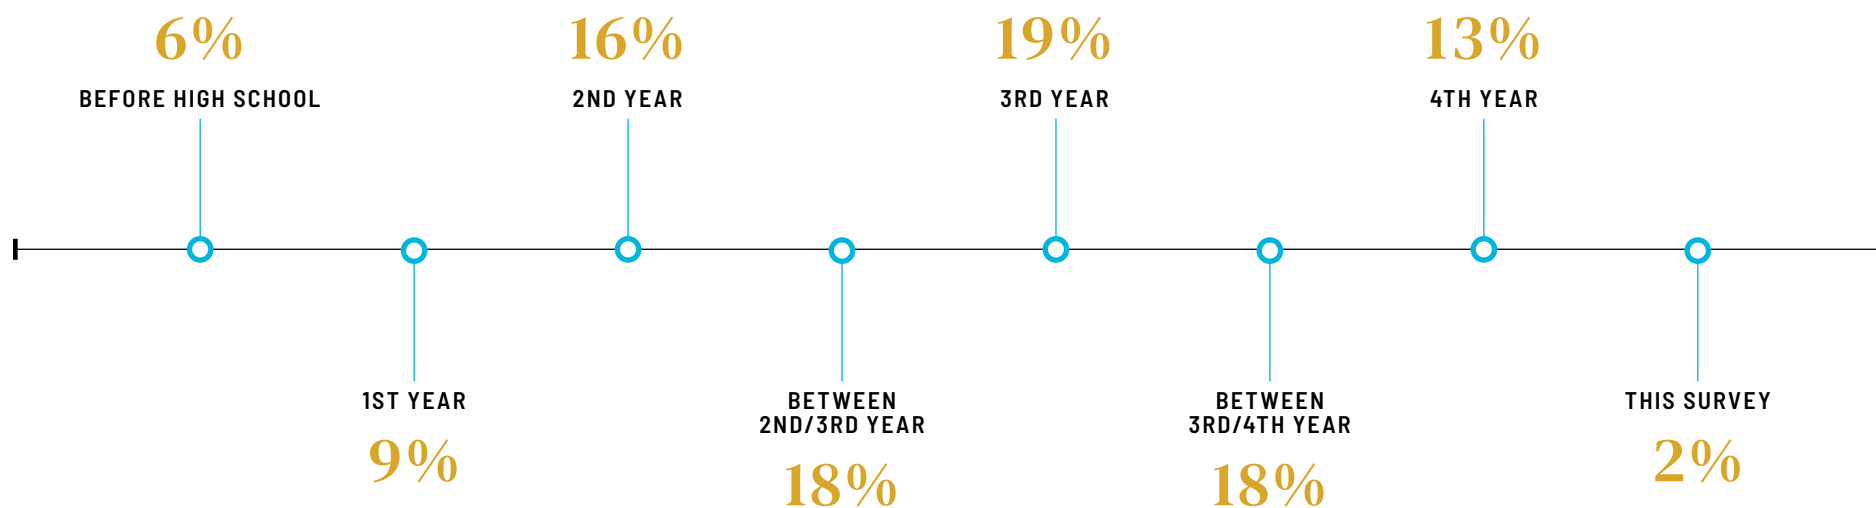 6%
BEFORE HIGH SCHOOL
1ST YEAR
9%
16%
2ND YEAR
BETWEEN
2ND/3RD YEAR
18%
19%
3RD YEAR
BETWEEN
3RD/4TH YEAR
18%
13%
4TH YEAR
THIS SURVEY
2%